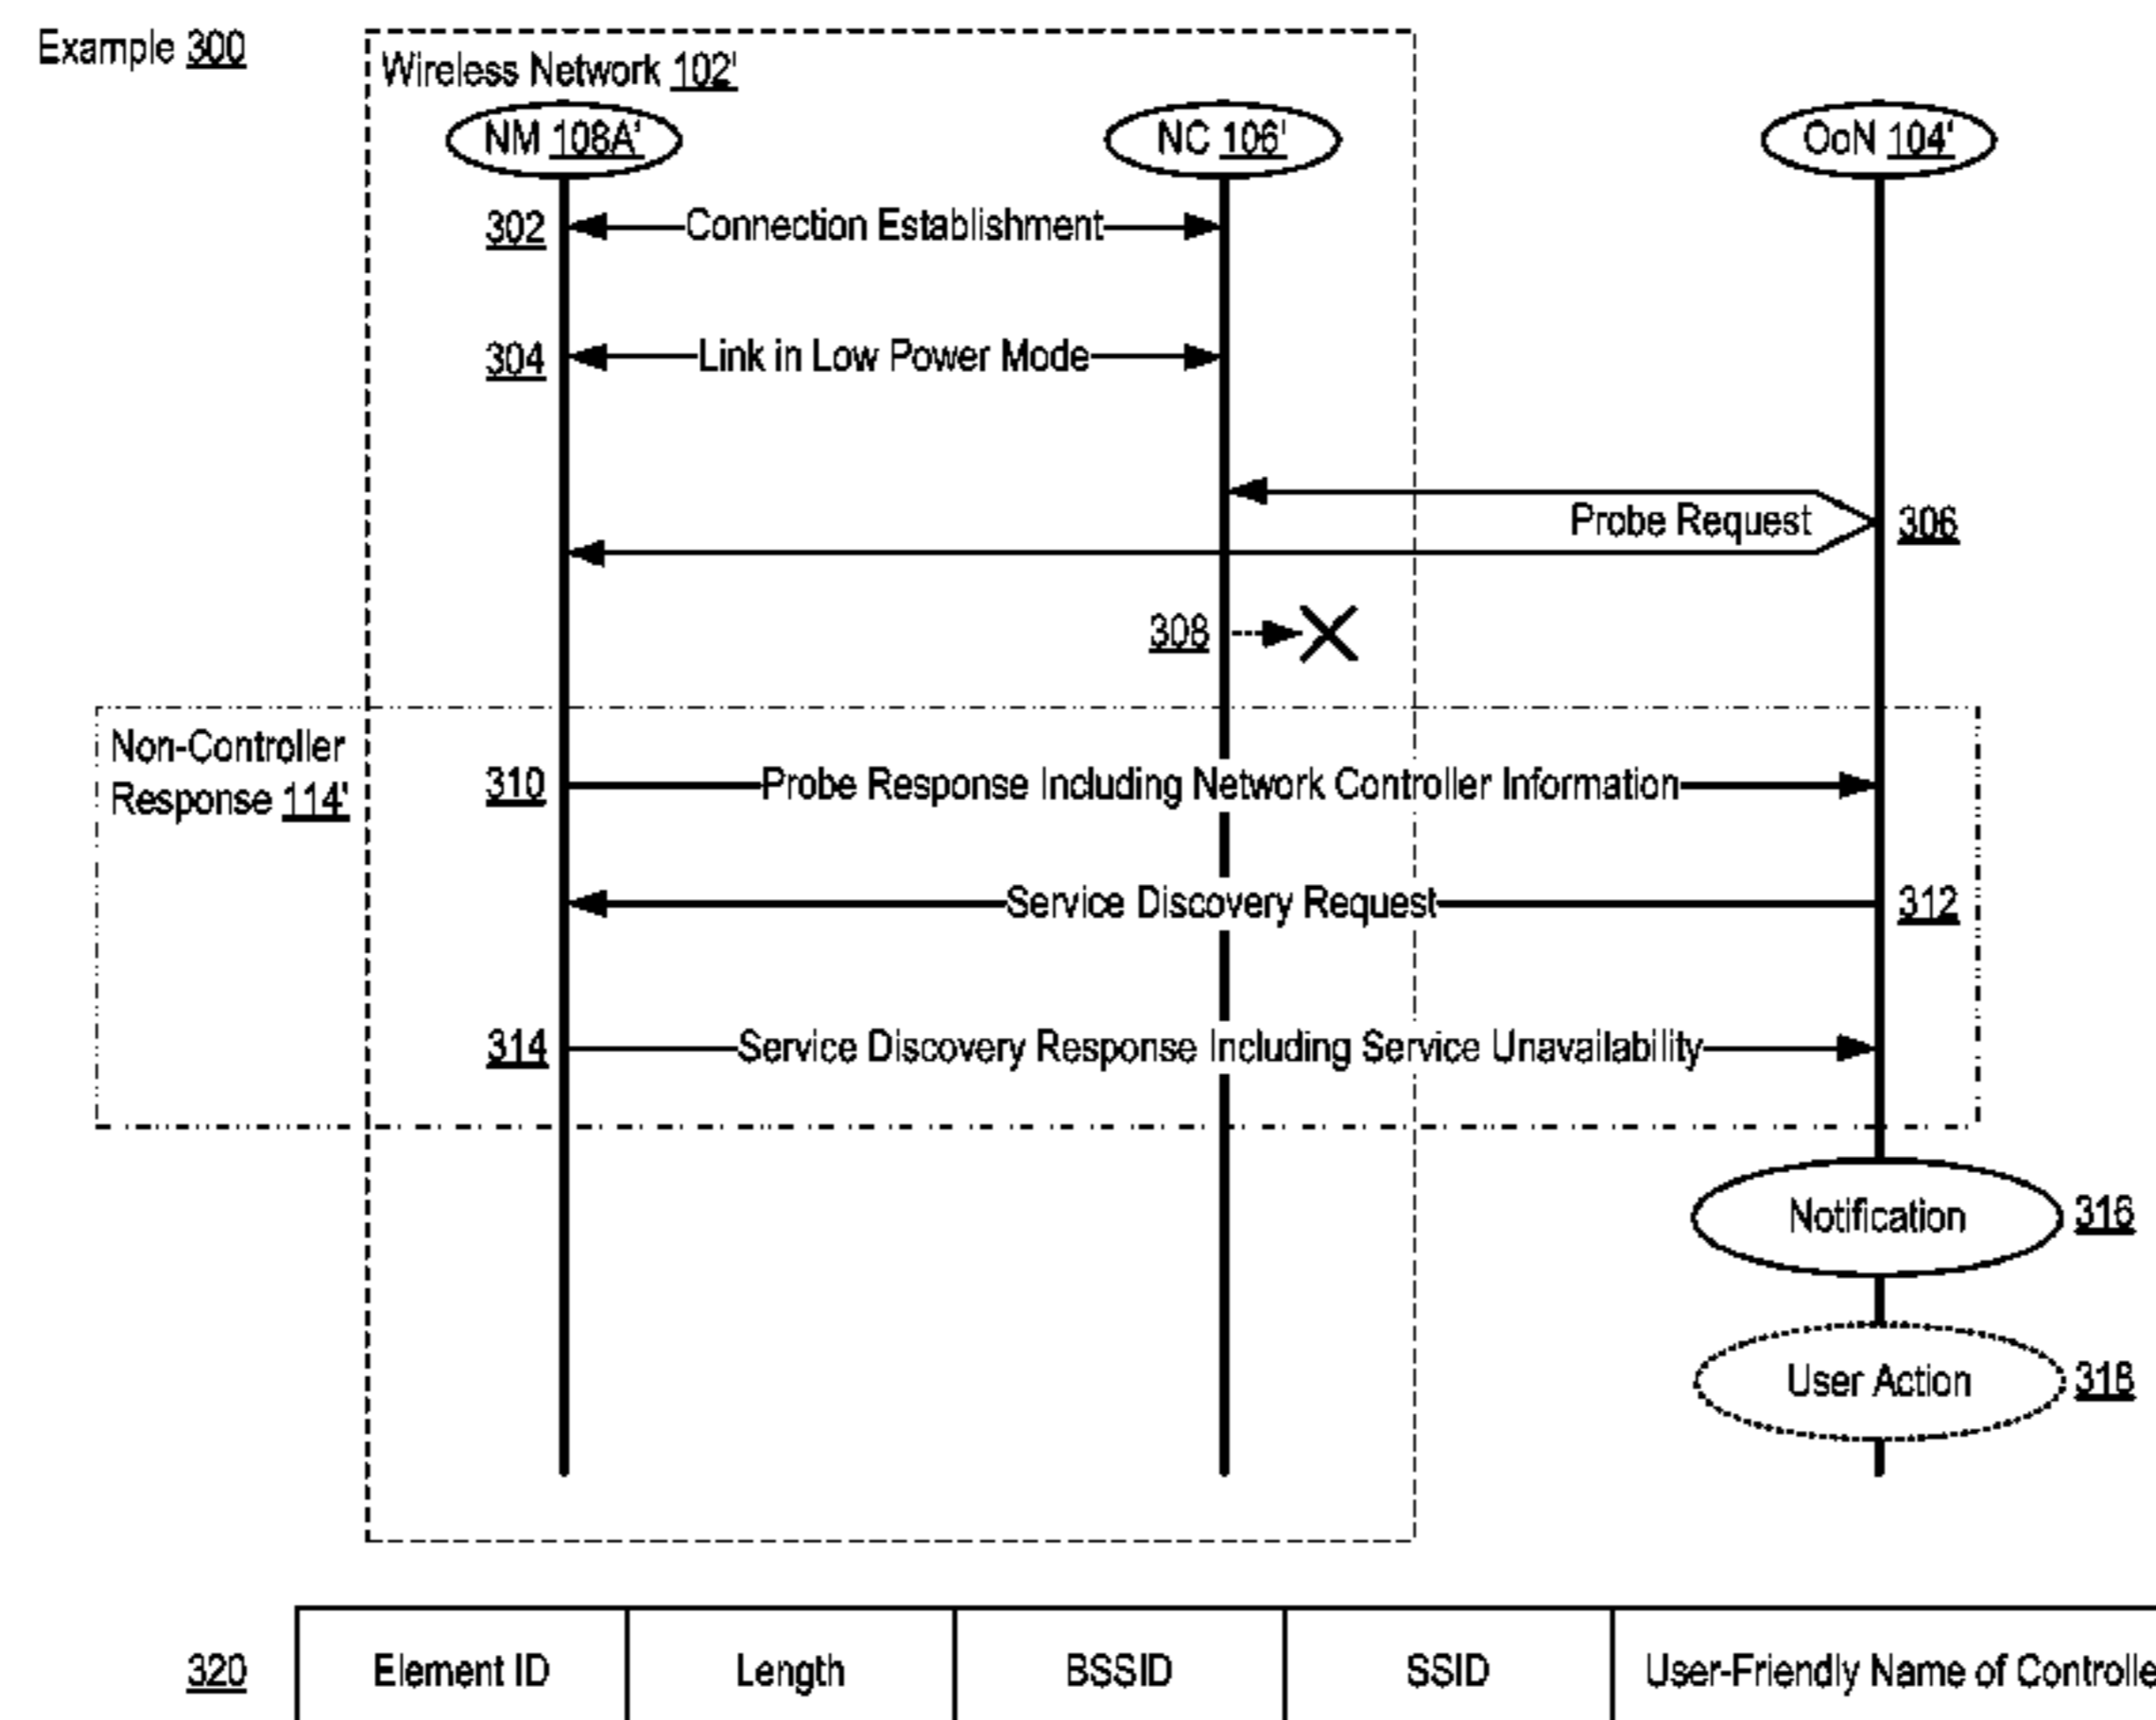 Example 300
Wireless Network 102'
NM 108A'
NC 106'
OoN 104'
302
Connection Establishment
304
Link in Low Power Mode
Probe Request
306
308
Non-Controller
Response 114'
310
Probe Response Including Network Controller Information
Service Discovery Request
312
314
Service Discovery Response Including Service Unavailability
Notification
316
User Action
318
320
Element ID
Length
BSSID
SSID
User-Friendly Name of Controlle